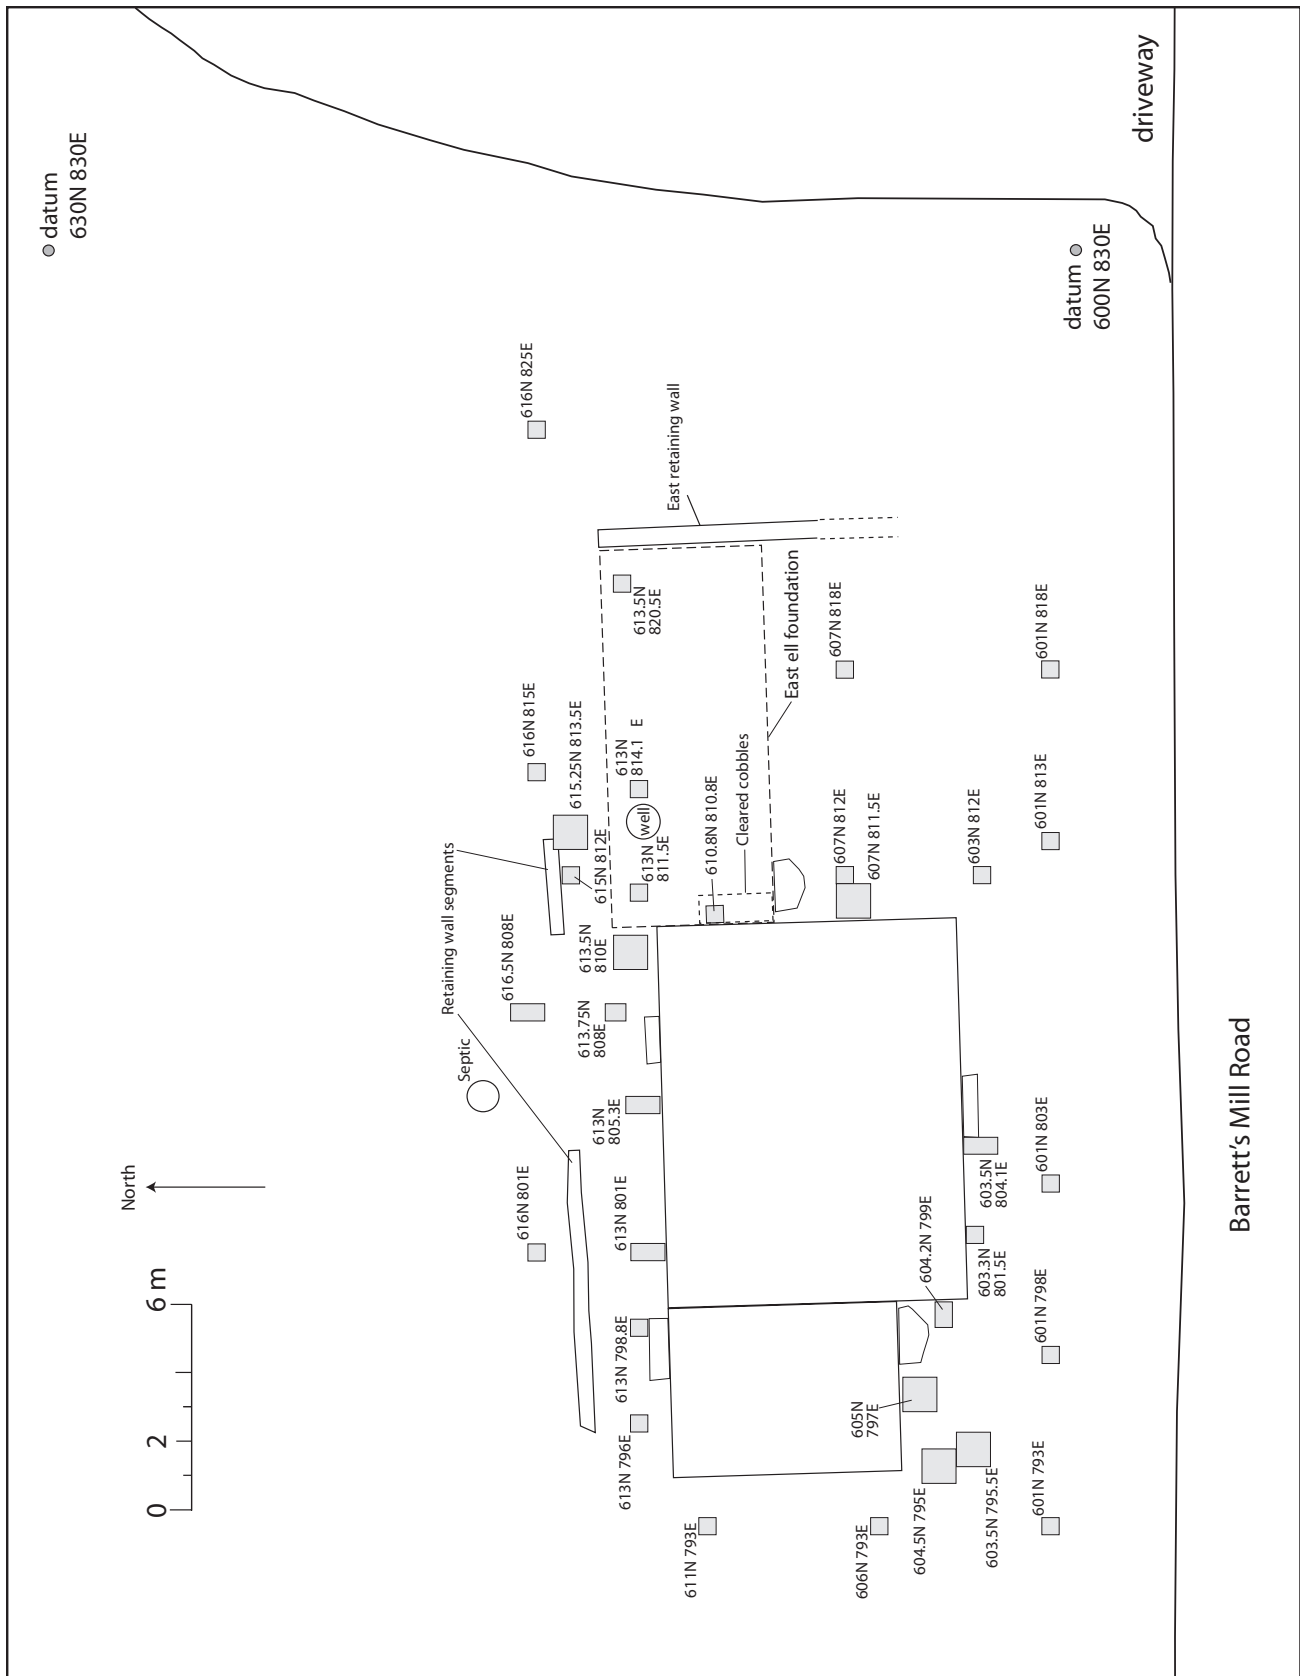 datum
630N 830E
driveway
datum
600N 830E
616N 825E
East retaining wall
613.5N
820.5E
East ell foundation
607N 818E
601N 818E
616N 815E
615.25N 813.5E
613N
814.1 E
well
Cleared cobbles
615N 812E
613N
811.5E
610.8N 810.8E
607N 812E
607N 811.5E
603N 812E
601N 813E
Retaining wall segments
616.5N 808E
613.5N
810E
613.75N
808E
Septic
613N
805.3E
603.5N
804.1E
601N 803E
Barrett's Mill Road
North
616N 801E
613N 801E
604.2N 799E
603.3N
801.5E
601N 798E
6 m
2
0
613N 798.8E
613N 796E
605N
797E
604.5N 795E
603.5N 795.5E
601N 793E
611N 793E
606N 793E